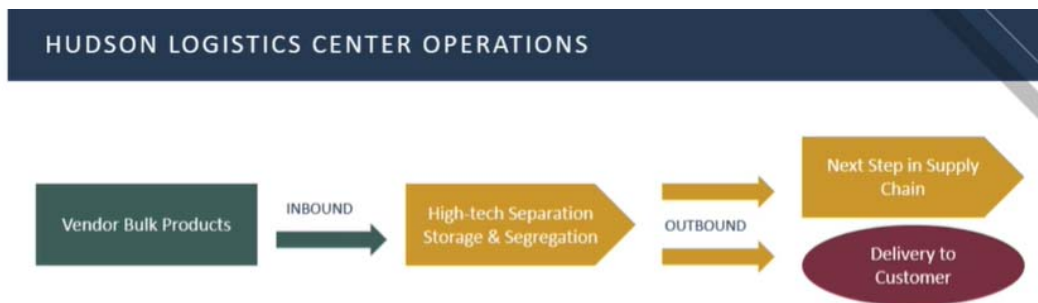 HUDSON LOGISTICS CENTER OPERATIONS
Vendor Bulk Products
INBOUND
High-tech Separation
Storage & Segregation
OUTBOUND
Next Step in Supply
Chain
Delivery to
Customer